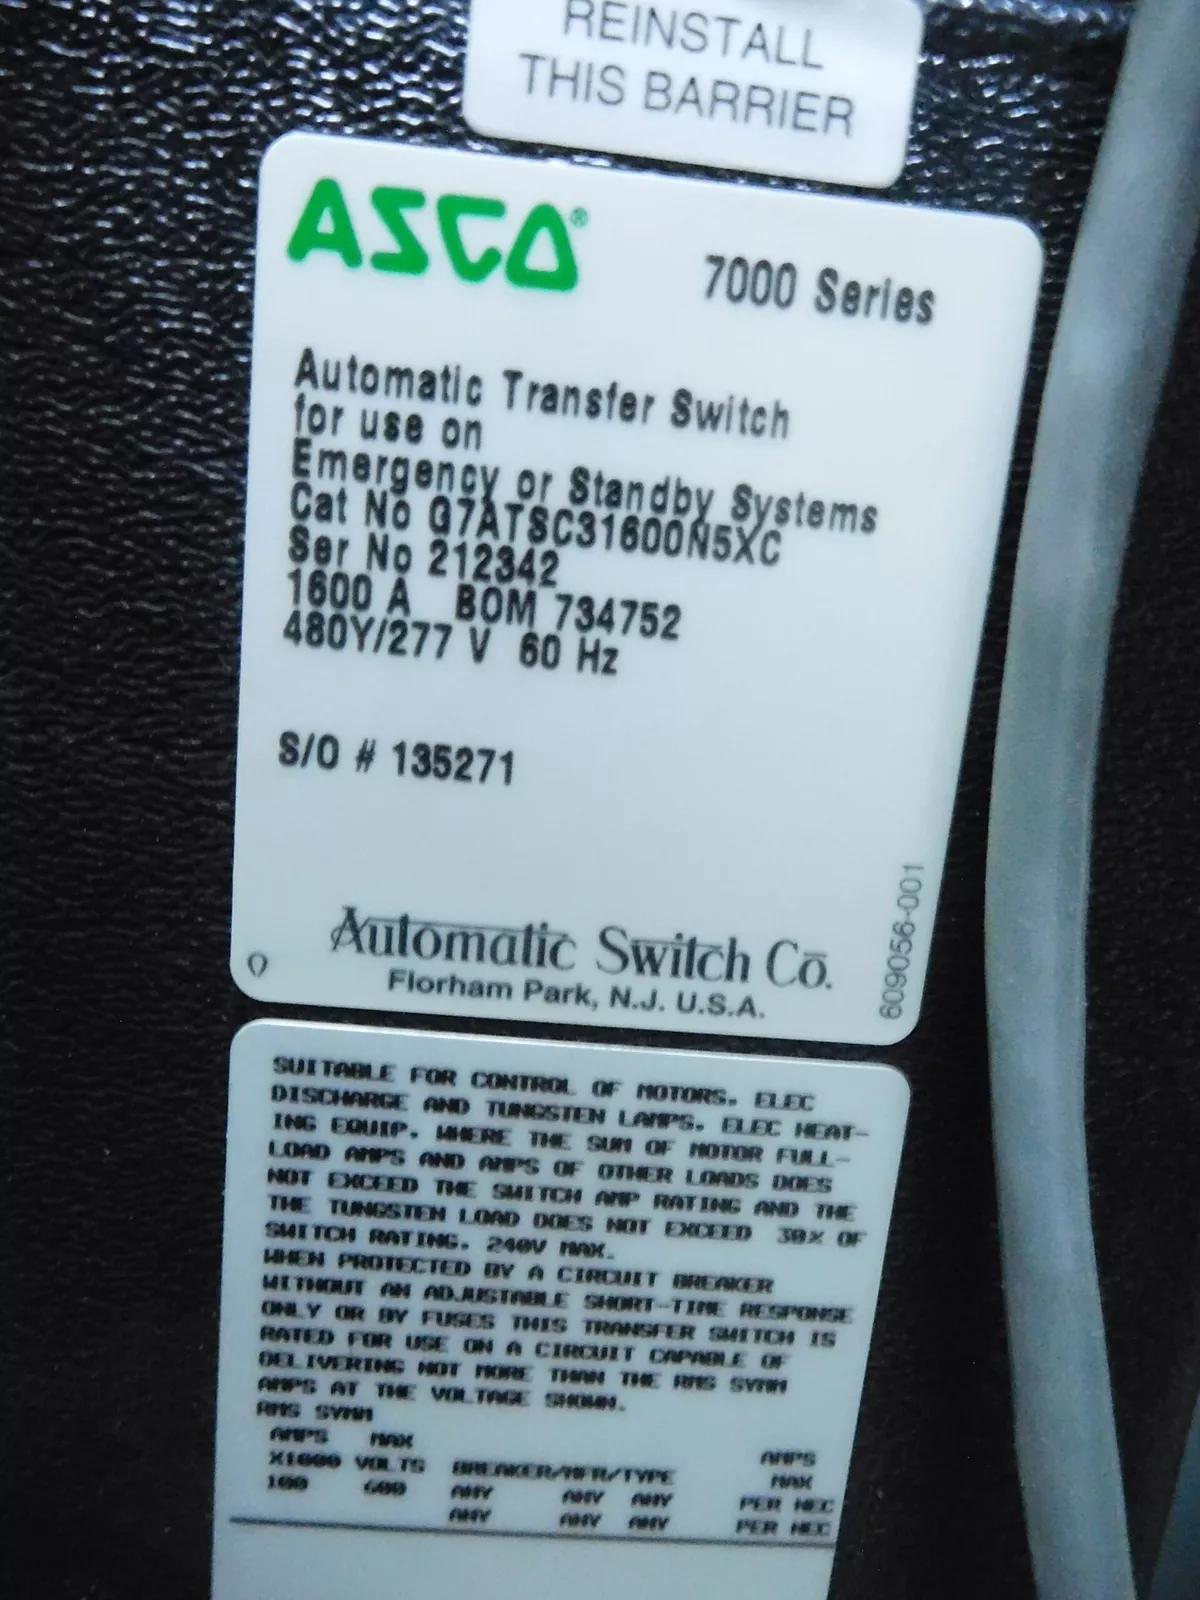 REINSTALL
THIS BARRIER
ASCO®
7000 Series
Automatic Transfer Switch
for use on
Emergency or Standby Systems
Cat No G7ATSC31600N5XC
Ser No 212342
1600 A BOM 734752
480Y/277 V 60 Hz
S/O # 135271
Automatic Switch Co.
Florham Park, N.J. U.S.A.
609056-001
SUITABLE FOR CONTROL OF MOTORS, ELEC
DISCHARGE AND TUNGSTEN LAMPS, ELEC HEAT-
ING EQUIP. WHERE THE SUM OF MOTOR FULL-
LOAD AMPS AND AMPS OF OTHER LOADS DOES
NOT EXCEED THE SWITCH AMP RATING AND THE
THE TUNGSTEN LOAD DOES NOT EXCEED 30% OF
SWITCH RATING. 240V MAX.
WHEN PROTECTED BY A CIRCUIT BREAKER
WITHOUT AN ADJUSTABLE SHORT-TIME RESPONSE
ONLY OR BY FUSES THIS TRANSFER SWITCH IS
RATED FOR USE ON A CIRCUIT CAPABLE OF
DELIVERING NOT MORE THAN THE RMS SYMM
AMPS AT THE VOLTAGE SHOWN.
RMS SYMM
AMPS MAX AMPS
X1000 VOLTS BREAKER/MFR/TYPE MAX
100 600 ANY ANY ANY PER NEC
ANY ANY ANY PER NEC